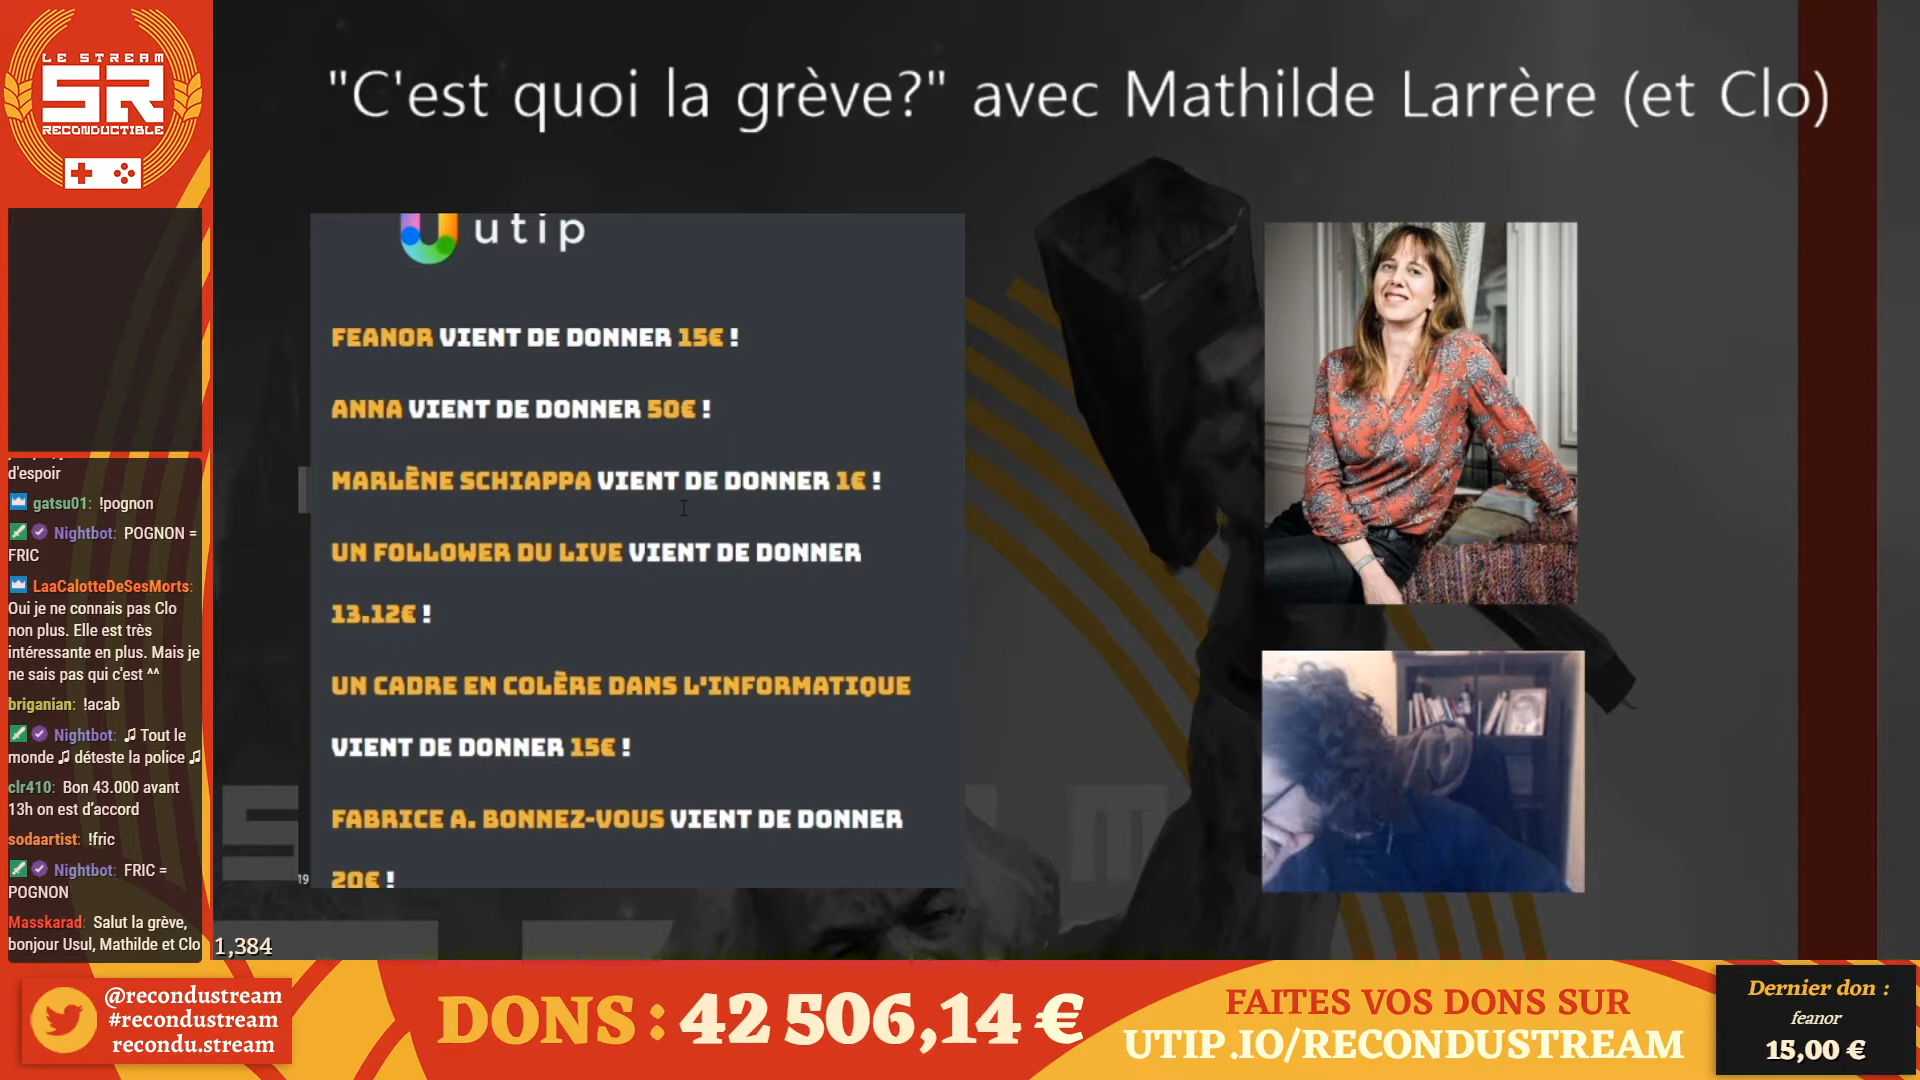 LE STREAM
SR
RECONDUCTIBLE
"C'est quoi la grève?" avec Mathilde Larrère (et Clo)
utip
FEANOR VIENT DE DONNER 15€ !
ANNA VIENT DE DONNER 50€ !
MARLÈNE SCHIAPPA VIENT DE DONNER 1€ !
UN FOLLOWER DU LIVE VIENT DE DONNER
13.12€ !
UN CADRE EN COLÈRE DANS L'INFORMATIQUE
VIENT DE DONNER 15€ !
FABRICE A. BONNEZ-VOUS VIENT DE DONNER
20€ !
d'espoir
gatsu01: !pognon
Nightbot: POGNON =
FRIC
LaaCalotteDeSesMorts:
Oui je ne connais pas Clo
non plus. Elle est très
intéressante en plus. Mais je
ne sais pas qui c'est ^^
briganian: !acab
Nightbot: ♫ Tout le
monde ♫ déteste la police ♫
clr410: Bon 43.000 avant
13h on est d'accord
sodaartist: !fric
Nightbot: FRIC =
POGNON
Masskarad: Salut la grève,
bonjour Usul, Mathilde et Clo
19
1,384
@recondustream
#recondustream
recondu.stream
DONS : 42 506,14 €
FAITES VOS DONS SUR
UTIP.IO/RECONDUSTREAM
Dernier don :
feanor
15,00 €